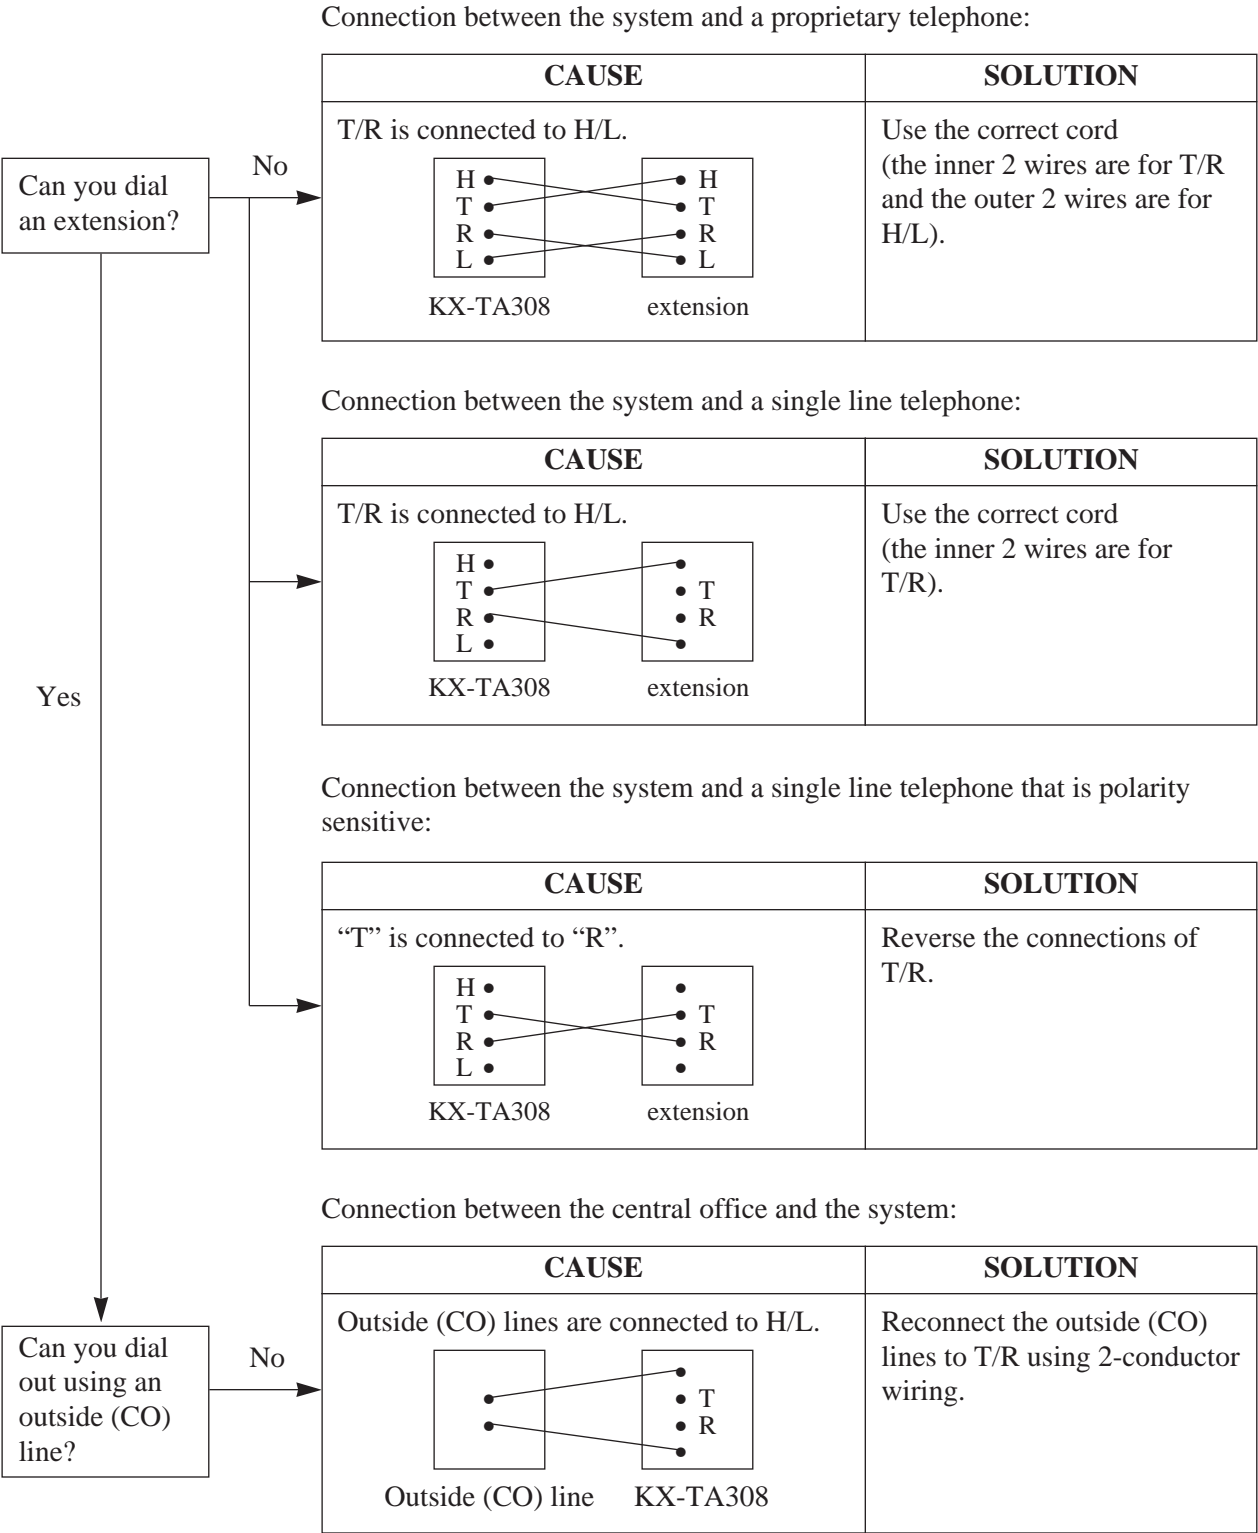 Connection between the system and a proprietary telephone:
CAUSE
SOLUTION
T/R is connected to H/L.
H
T
R
L
H
T
R
L
KX-TA308
extension
Use the correct cord
(the inner 2 wires are for T/R
and the outer 2 wires are for
H/L).
Can you dial
an extension?
No
Connection between the system and a single line telephone:
CAUSE
SOLUTION
T/R is connected to H/L.
H
T
R
L
T
R
KX-TA308
extension
Use the correct cord
(the inner 2 wires are for
T/R).
Yes
Connection between the system and a single line telephone that is polarity
sensitive:
CAUSE
SOLUTION
“T” is connected to “R”.
H
T
R
L
T
R
KX-TA308
extension
Reverse the connections of
T/R.
Connection between the central office and the system:
CAUSE
SOLUTION
Can you dial
out using an
outside (CO)
line?
No
Outside (CO) lines are connected to H/L.
T
R
Outside (CO) line
KX-TA308
Reconnect the outside (CO)
lines to T/R using 2-conductor
wiring.